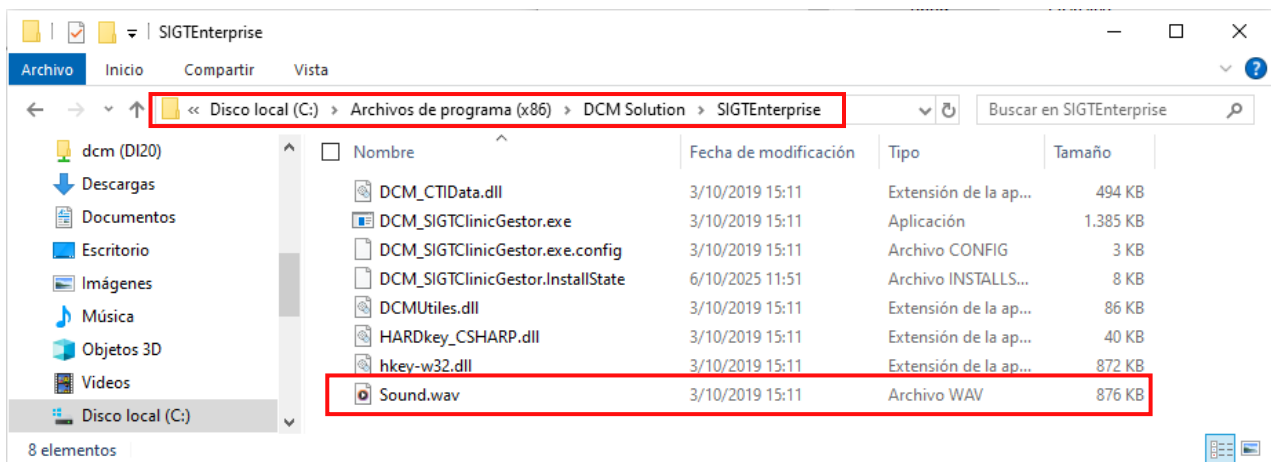 SIGTEnterprise
Archivo Inicio Compartir Vista
« Disco local (C:) > Archivos de programa (x86) > DCM Solution > SIGTEnterprise Buscar en SIGTEnterprise
dcm (DI20) Nombre Fecha de modificación Tipo Tamaño
Descargas DCM_CTIData.dll 3/10/2019 15:11 Extensión de la ap... 494 KB
Documentos DCM_SIGTClinicGestor.exe 3/10/2019 15:11 Aplicación 1.385 KB
Escritorio DCM_SIGTClinicGestor.exe.config 3/10/2019 15:11 Archivo CONFIG 3 KB
Imágenes DCM_SIGTClinicGestor.InstallState 6/10/2025 11:51 Archivo INSTALLS... 8 KB
Música DCMUtiles.dll 3/10/2019 15:11 Extensión de la ap... 86 KB
Objetos 3D HARDkey_CSHARP.dll 3/10/2019 15:11 Extensión de la ap... 40 KB
Videos hkey-w32.dll 3/10/2019 15:11 Extensión de la ap... 872 KB
Disco local (C:) Sound.wav 3/10/2019 15:11 Archivo WAV 876 KB
8 elementos